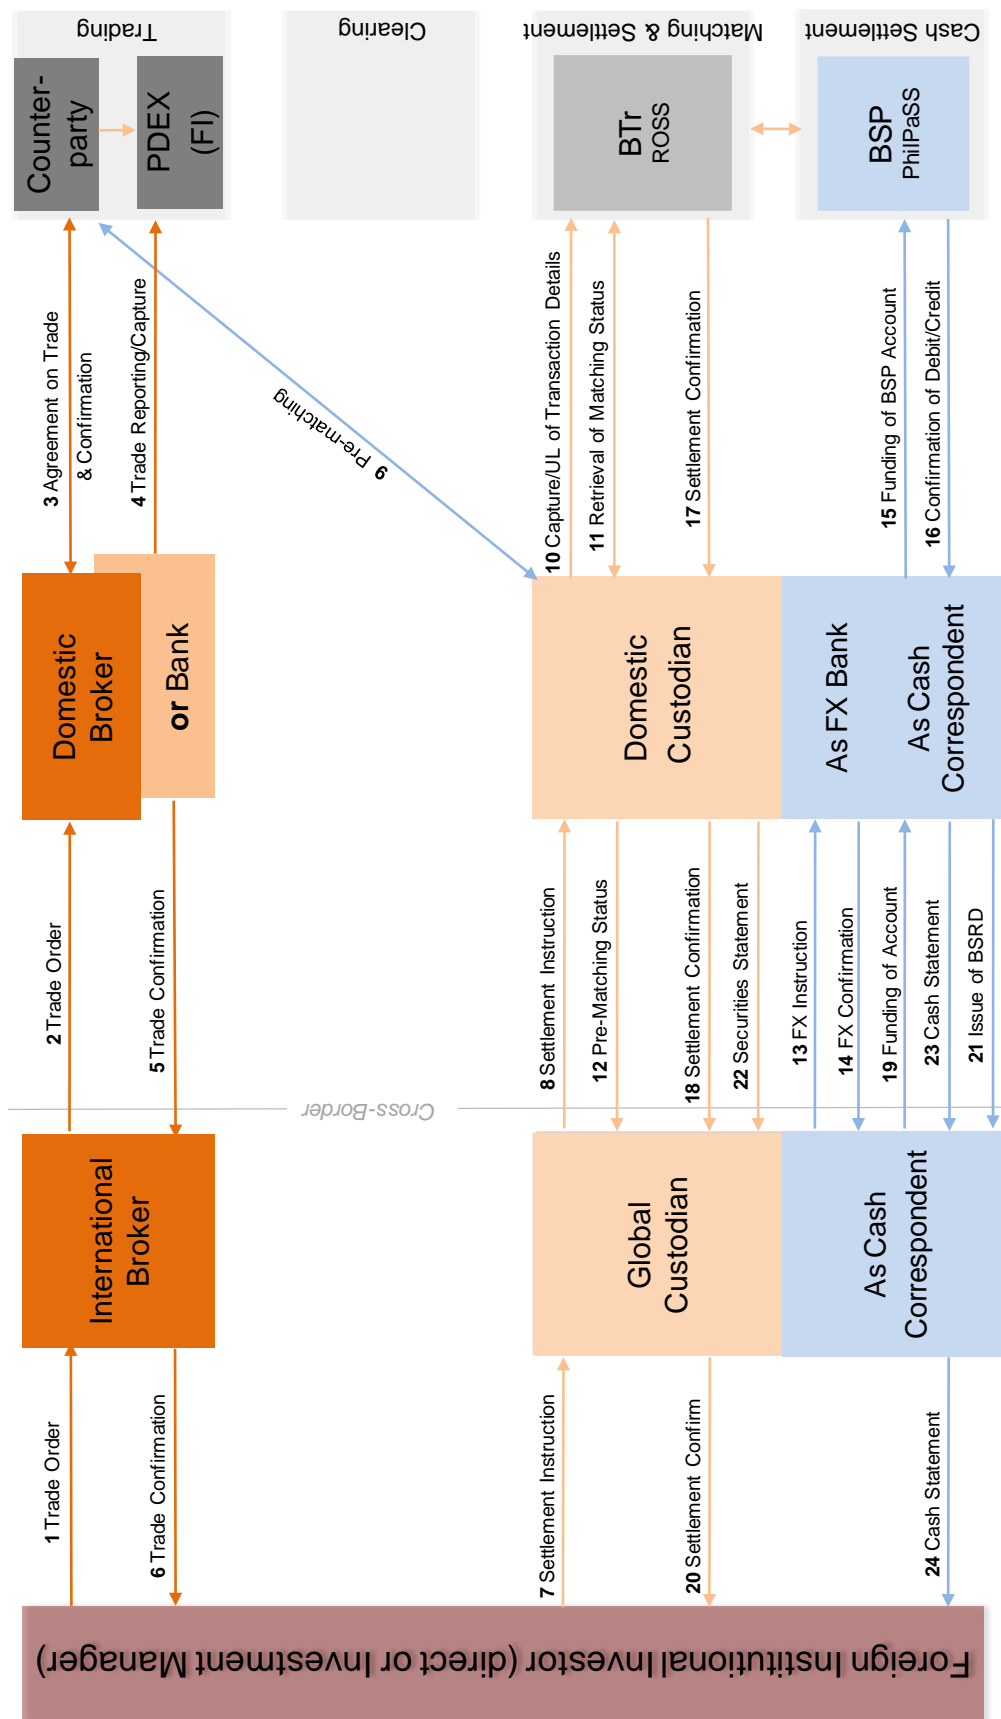 Trading
Clearing
Matching & Settlement
Cash Settlement
Counter-
party
PDEX
(FI)
BTr
ROSS
BSP
PhilPaSS
3 Agreement on Trade
& Confirmation
4 Trade Reporting/Capture
9 Pre-matching
10 Capture/UL of Transaction Details
11 Retrieval of Matching Status
17 Settlement Confirmation
15 Funding of BSP Account
16 Confirmation of Debit/Credit
Domestic
Broker
or Bank
Domestic
Custodian
As FX Bank
As Cash
Correspondent
2 Trade Order
5 Trade Confirmation
8 Settlement Instruction
12 Pre-Matching Status
18 Settlement Confirmation
22 Securities Statement
13 FX Instruction
14 FX Confirmation
19 Funding of Account
23 Cash Statement
21 Issue of BSRD
Cross-Border
International
Broker
Global
Custodian
As Cash
Correspondent
1 Trade Order
6 Trade Confirmation
7 Settlement Instruction
20 Settlement Confirm
24 Cash Statement
Foreign Institutional Investor (direct or Investment Manager)